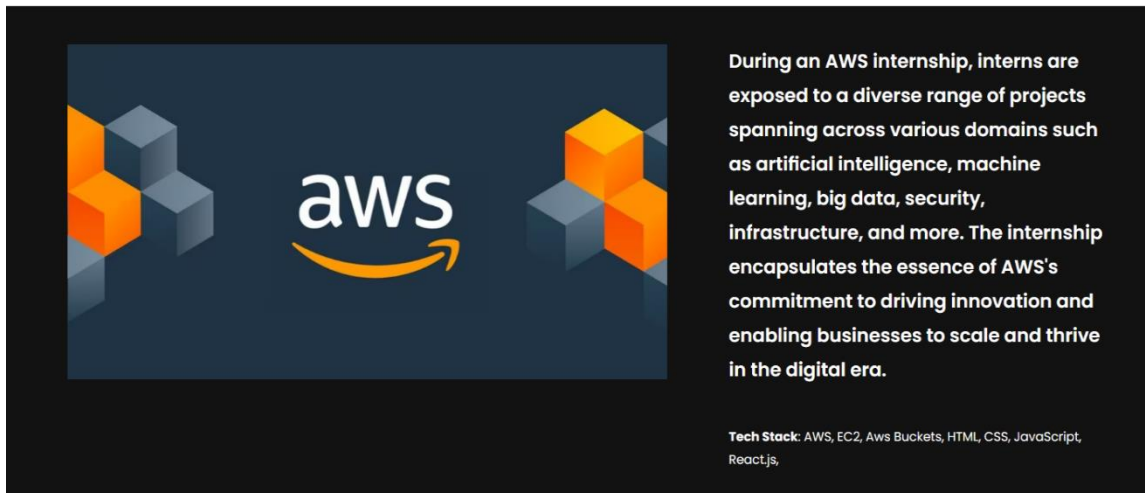 aws
During an AWS internship, interns are
exposed to a diverse range of projects
spanning across various domains such
as artificial intelligence, machine
learning, big data, security,
infrastructure, and more. The internship
encapsulates the essence of AWS's
commitment to driving innovation and
enabling businesses to scale and thrive
in the digital era.
Tech Stack: AWS, EC2, Aws Buckets, HTML, CSS, JavaScript,
React.js,